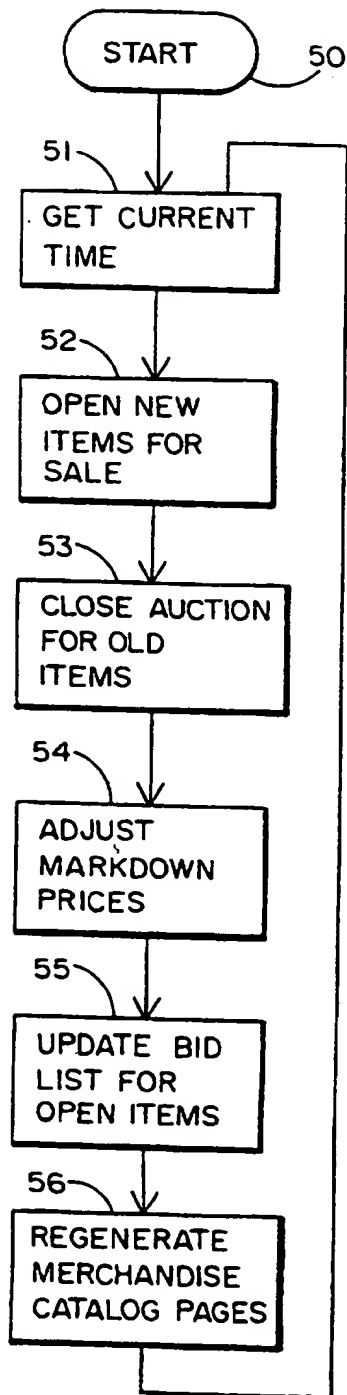 START
50
51
GET CURRENT
TIME
52
OPEN NEW
ITEMS FOR
SALE
53
CLOSE AUCTION
FOR OLD
ITEMS
54
ADJUST
MARKDOWN
PRICES
55
UPDATE BID
LIST FOR
OPEN ITEMS
56
REGENERATE
MERCHANDISE
CATALOG PAGES